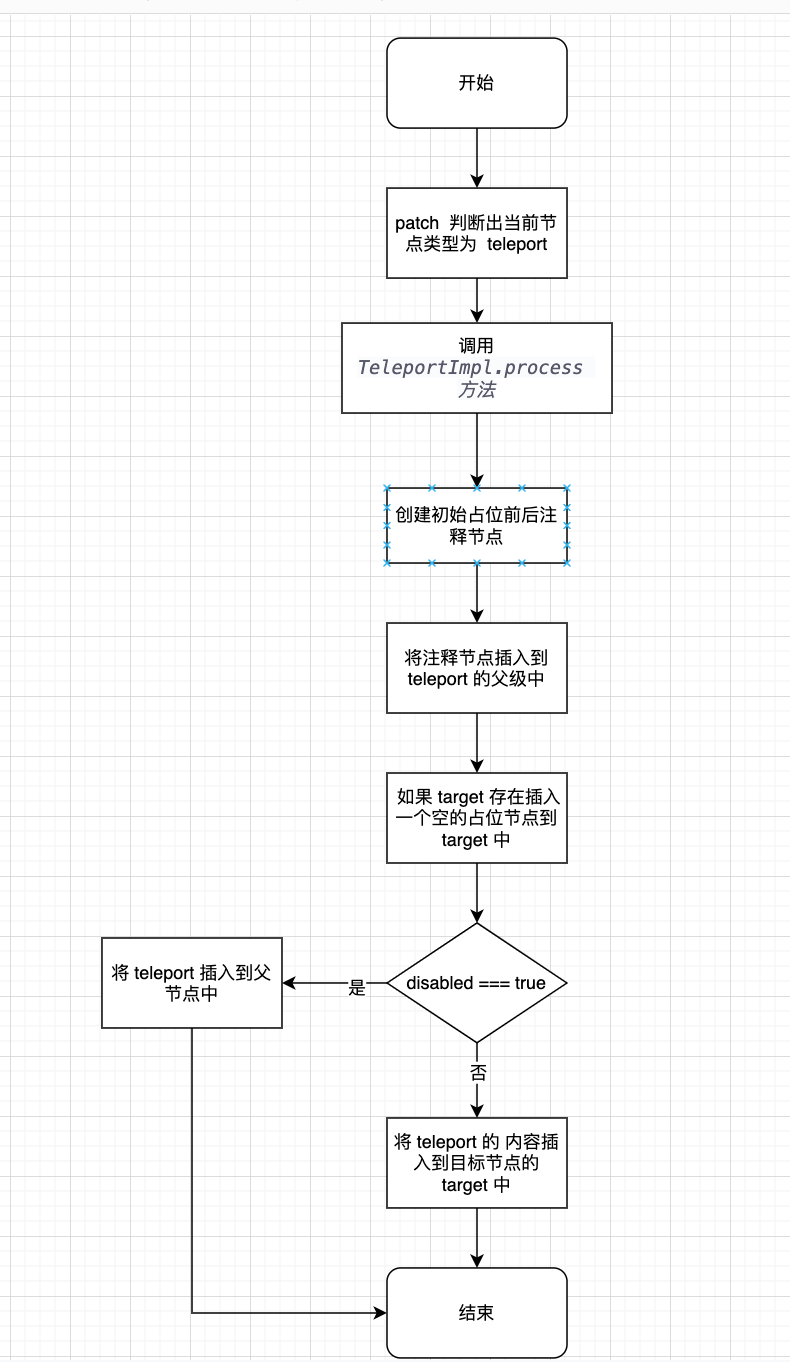 开始
patch 判断出当前节
点类型为 teleport
调用
TeleportImpl.process
方法
创建初始占位前后注
释节点
将注释节点插入到
teleport 的父级中
如果 target 存在插入
一个空的占位节点到
target 中
disabled === true
是
将 teleport 插入到父
节点中
否
将 teleport 的 内容插
入到目标节点的
target 中
结束